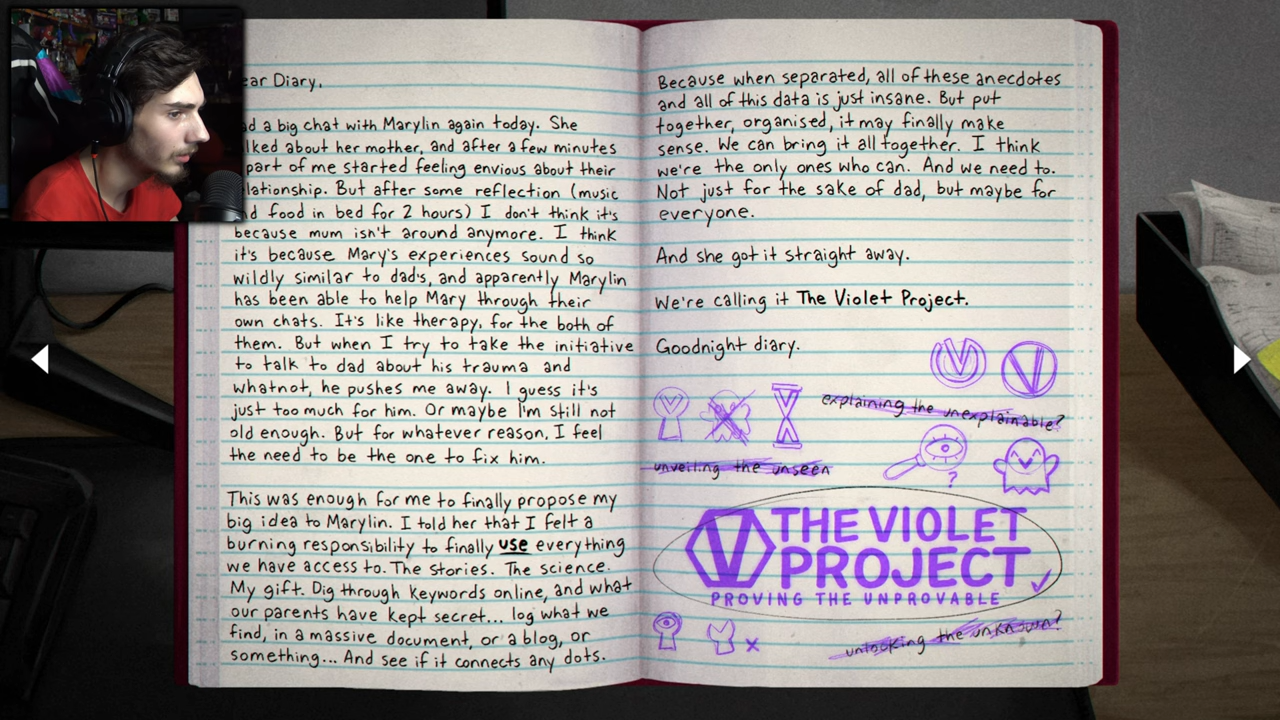 ear Diary,
d a big chat with Marylin again today. She
lked about her mother, and after a few minutes
part of me started feeling envious about their
lationship. But after some reflection (music
d food in bed for 2 hours) I don't think it's
because mum isn't around anymore. I think
it's because Mary's experiences sound so
wildly similar to dad's, and apparently Marylin
has been able to help Mary through their
own chats. It's like therapy, for the both of
them. But when I try to take the initiative
to talk to dad about his trauma and
whatnot, he pushes me away. I guess it's
just too much for him. Or maybe I'm still not
old enough. But for whatever reason, I feel
the need to be the one to fix him.
This was enough for me to finally propose my
big idea to Marylin. I told her that I felt a
burning responsibility to finally use everything
we have access to. The stories. The science.
My gift. Dig through keywords online, and what
our parents have kept secret... log what we
find, in a massive document, or a blog, or
something... And see if it connects any dots.
Because when separated, all of these anecdotes
and all of this data is just insane. But put
together, organised, it may finally make
sense. We can bring it all together. I think
we're the only ones who can. And we need to.
Not just for the sake of dad, but maybe for
everyone.
And she got it straight away.
We're calling it The Violet Project.
Goodnight diary.
explaining the unexplainable?
unveiling the unseen
?
THE VIOLET
PROJECT
PROVING THE UNPROVABLE
unlocking the unknown?